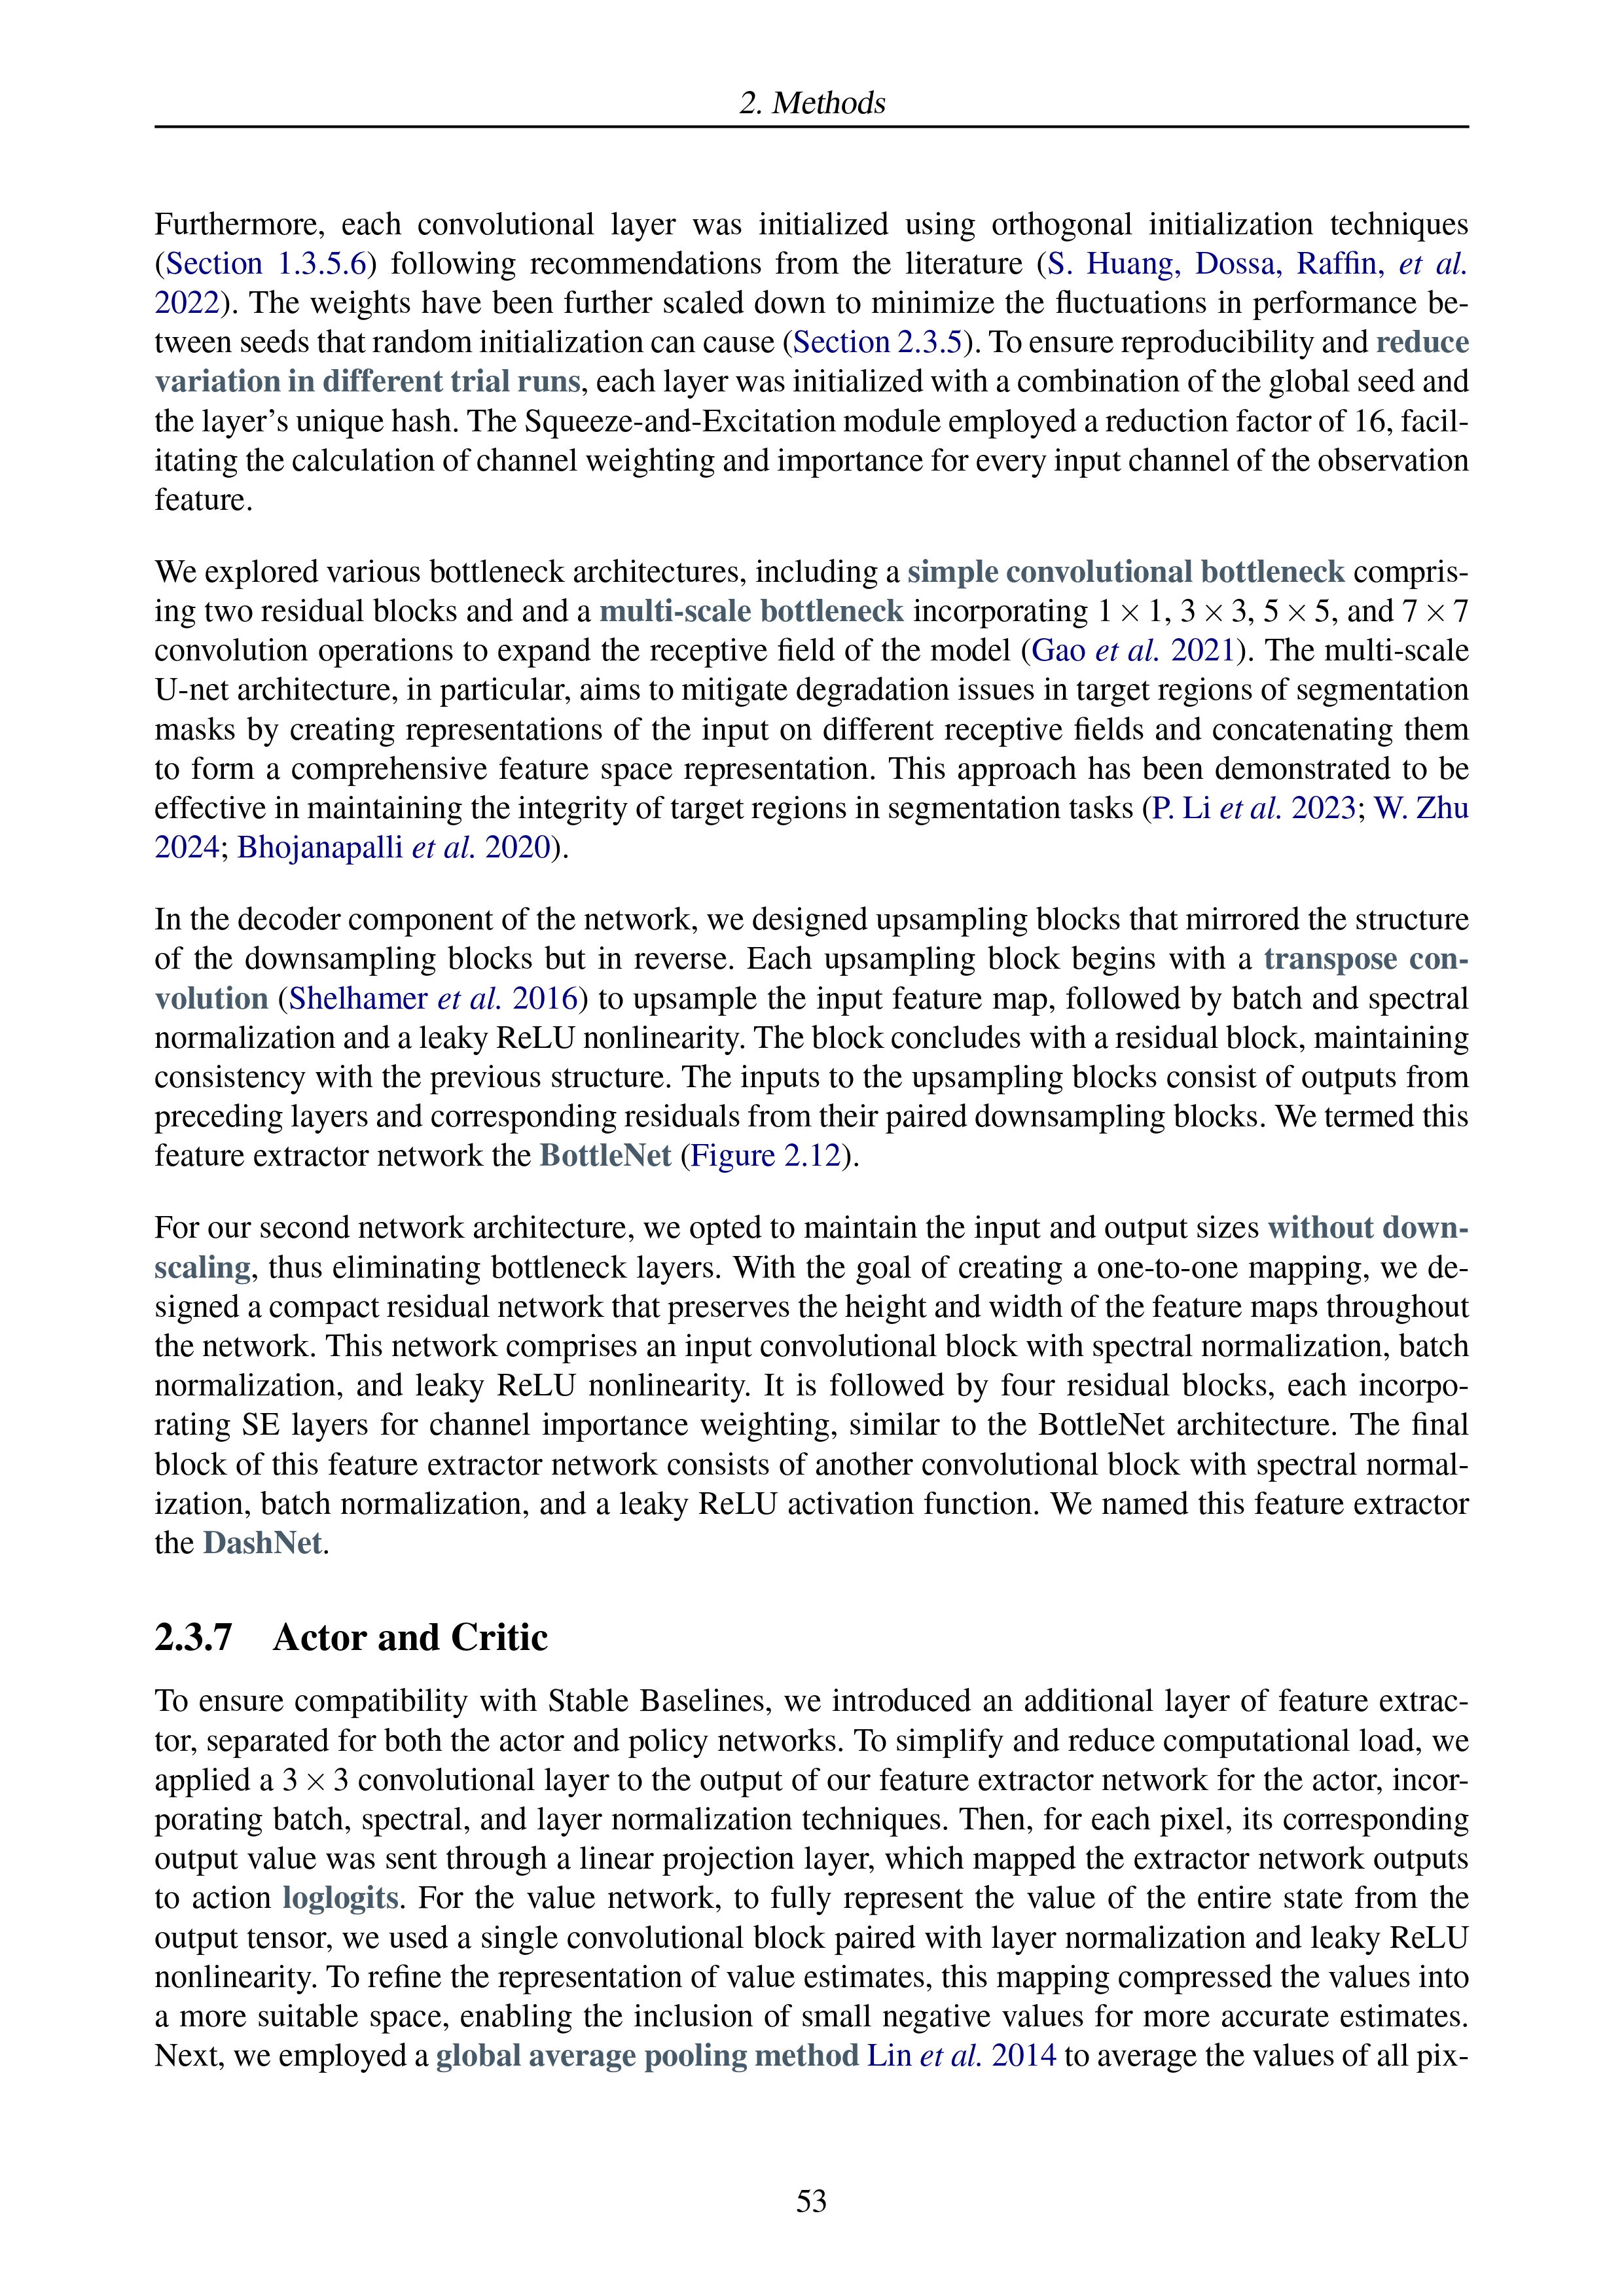 2. Methods
Furthermore, each convolutional layer was initialized using orthogonal initialization techniques
(Section 1.3.5.6) following recommendations from the literature (S. Huang, Dossa, Raffin, et al.
2022). The weights have been further scaled down to minimize the fluctuations in performance be-
tween seeds that random initialization can cause (Section 2.3.5). To ensure reproducibility and reduce
variation in different trial runs, each layer was initialized with a combination of the global seed and
the layer's unique hash. The Squeeze-and-Excitation module employed a reduction factor of 16, facil-
itating the calculation of channel weighting and importance for every input channel of the observation
feature.
We explored various bottleneck architectures, including a simple convolutional bottleneck compris-
ing two residual blocks and and a multi-scale bottleneck incorporating 1 × 1, 3 × 3, 5 × 5, and 7 × 7
convolution operations to expand the receptive field of the model (Gao et al. 2021). The multi-scale
U-net architecture, in particular, aims to mitigate degradation issues in target regions of segmentation
masks by creating representations of the input on different receptive fields and concatenating them
to form a comprehensive feature space representation. This approach has been demonstrated to be
effective in maintaining the integrity of target regions in segmentation tasks (P. Li et al. 2023; W. Zhu
2024; Bhojanapalli et al. 2020).
In the decoder component of the network, we designed upsampling blocks that mirrored the structure
of the downsampling blocks but in reverse. Each upsampling block begins with a transpose con-
volution (Shelhamer et al. 2016) to upsample the input feature map, followed by batch and spectral
normalization and a leaky ReLU nonlinearity. The block concludes with a residual block, maintaining
consistency with the previous structure. The inputs to the upsampling blocks consist of outputs from
preceding layers and corresponding residuals from their paired downsampling blocks. We termed this
feature extractor network the BottleNet (Figure 2.12).
For our second network architecture, we opted to maintain the input and output sizes without down-
scaling, thus eliminating bottleneck layers. With the goal of creating a one-to-one mapping, we de-
signed a compact residual network that preserves the height and width of the feature maps throughout
the network. This network comprises an input convolutional block with spectral normalization, batch
normalization, and leaky ReLU nonlinearity. It is followed by four residual blocks, each incorpo-
rating SE layers for channel importance weighting, similar to the BottleNet architecture. The final
block of this feature extractor network consists of another convolutional block with spectral normal-
ization, batch normalization, and a leaky ReLU activation function. We named this feature extractor
the DashNet.
2.3.7 Actor and Critic
To ensure compatibility with Stable Baselines, we introduced an additional layer of feature extrac-
tor, separated for both the actor and policy networks. To simplify and reduce computational load, we
applied a 3 × 3 convolutional layer to the output of our feature extractor network for the actor, incor-
porating batch, spectral, and layer normalization techniques. Then, for each pixel, its corresponding
output value was sent through a linear projection layer, which mapped the extractor network outputs
to action loglogits. For the value network, to fully represent the value of the entire state from the
output tensor, we used a single convolutional block paired with layer normalization and leaky ReLU
nonlinearity. To refine the representation of value estimates, this mapping compressed the values into
a more suitable space, enabling the inclusion of small negative values for more accurate estimates.
Next, we employed a global average pooling method Lin et al. 2014 to average the values of all pix-
53